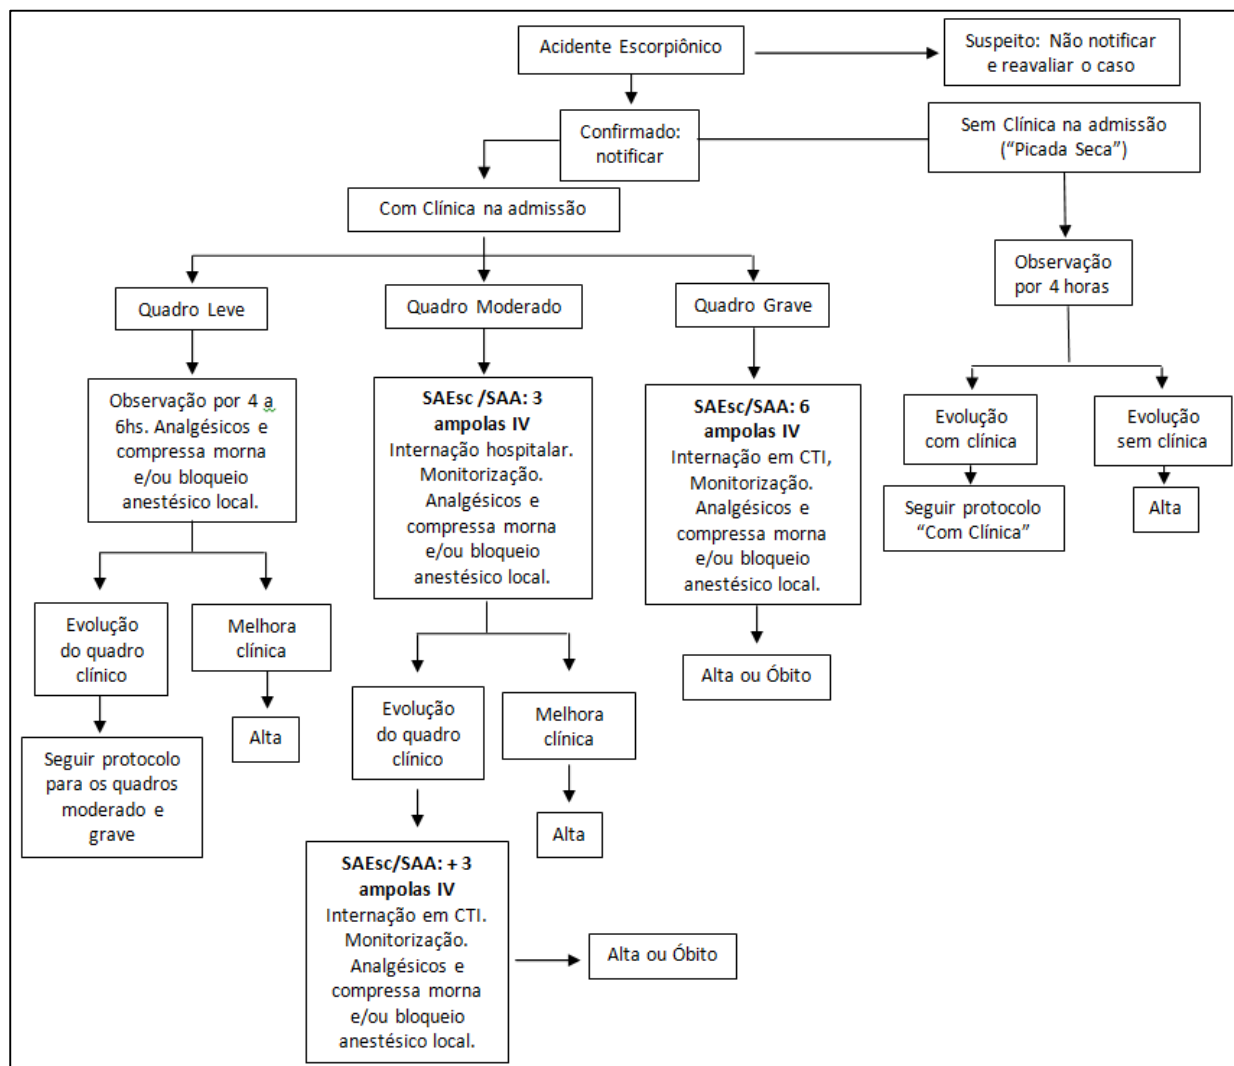 Acidente Escorpiônico
Suspeito: Não notificar
e reavaliar o caso
Confirmado:
notificar
Sem Clínica na admissão
(“Picada Seca”)
Com Clínica na admissão
Observação
por 4 horas
Quadro Leve
Quadro Moderado
Quadro Grave
Observação por 4 a
6hs. Analgésicos e
compressa morna
e/ou bloqueio
anestésico local.
SAEsc /SAA: 3
ampolas IV
Internação hospitalar.
Monitorização.
Analgésicos e
compressa morna
e/ou bloqueio
anestésico local.
SAEsc/SAA: 6
ampolas IV
Internação em CTI,
Monitorização.
Analgésicos e
compressa morna
e/ou bloqueio
anestésico local.
Evolução
com clínica
Evolução
sem clínica
Seguir protocolo
“Com Clínica”
Alta
Evolução
do quadro
clínico
Melhora
clínica
Seguir protocolo
para os quadros
moderado e
grave
Alta
Evolução
do quadro
clínico
Melhora
clínica
Alta
Alta ou Óbito
SAEsc/SAA: + 3
ampolas IV
Internação em CTI.
Monitorização.
Analgésicos e
compressa morna
e/ou bloqueio
anestésico local.
Alta ou Óbito